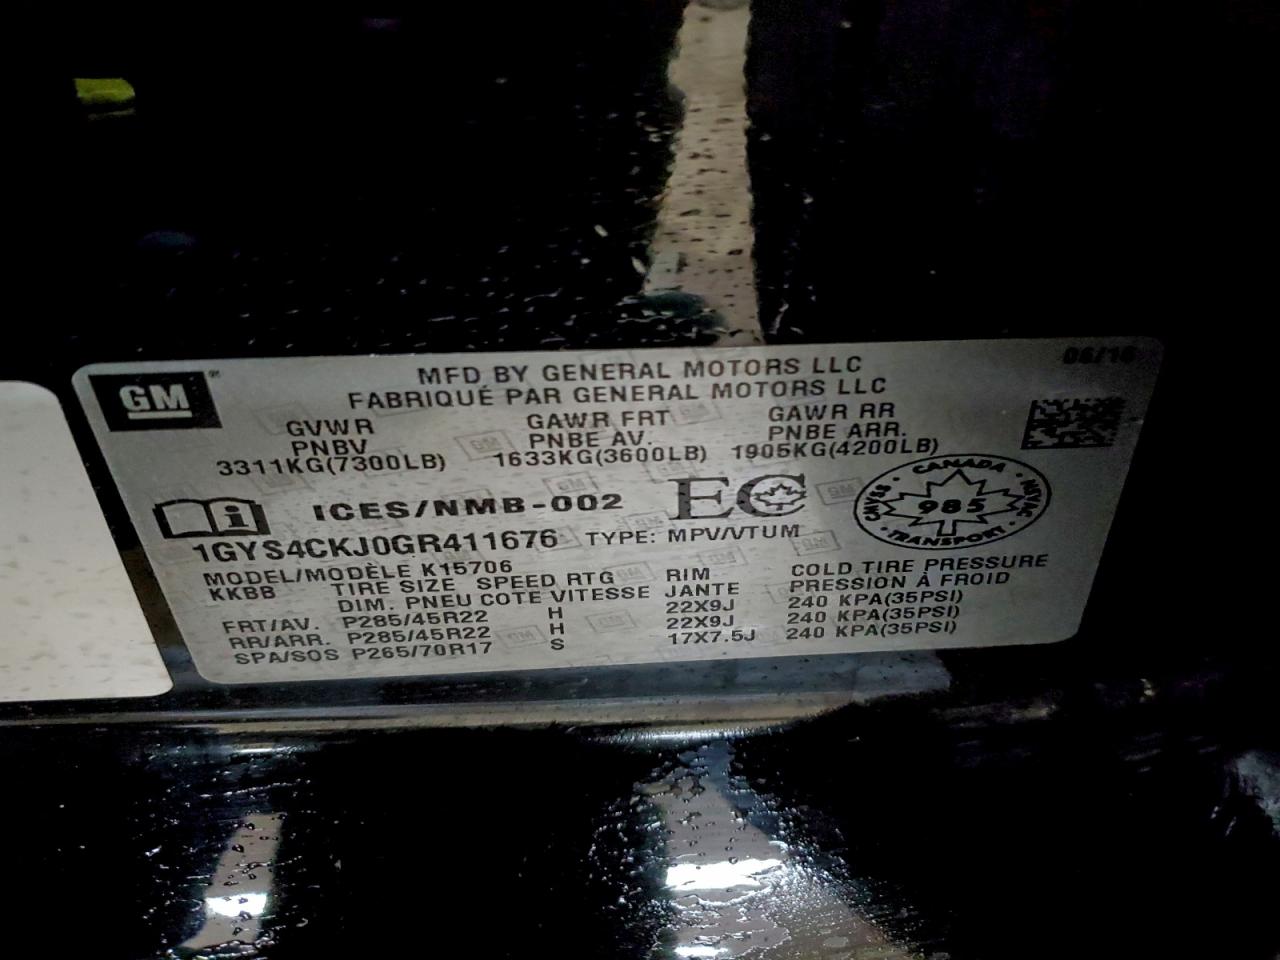 06/16
GM
MFD BY GENERAL MOTORS LLC
FABRIQUÉ PAR GENERAL MOTORS LLC
GVWR GAWR FRT GAWR RR
PNBV PNBE AV. PNBE ARR.
3311KG(7300LB) 1633KG(3600LB) 1905KG(4200LB)
i ICES/NMB-002 EC
CANADA
CMVSS 985 NSVAC
TRANSPORT
1GYS4CKJ0GR411676 TYPE: MPV/VTUM
MODEL/MODÈLE K15706
KKBB TIRE SIZE SPEED RTG RIM COLD TIRE PRESSURE
DIM. PNEU COTE VITESSE JANTE PRESSION À FROID
FRT/AV. P285/45R22 H 22X9J 240 KPA(35PSI)
RR/ARR. P285/45R22 H 22X9J 240 KPA(35PSI)
SPA/SOS P265/70R17 S 17X7.5J 240 KPA(35PSI)